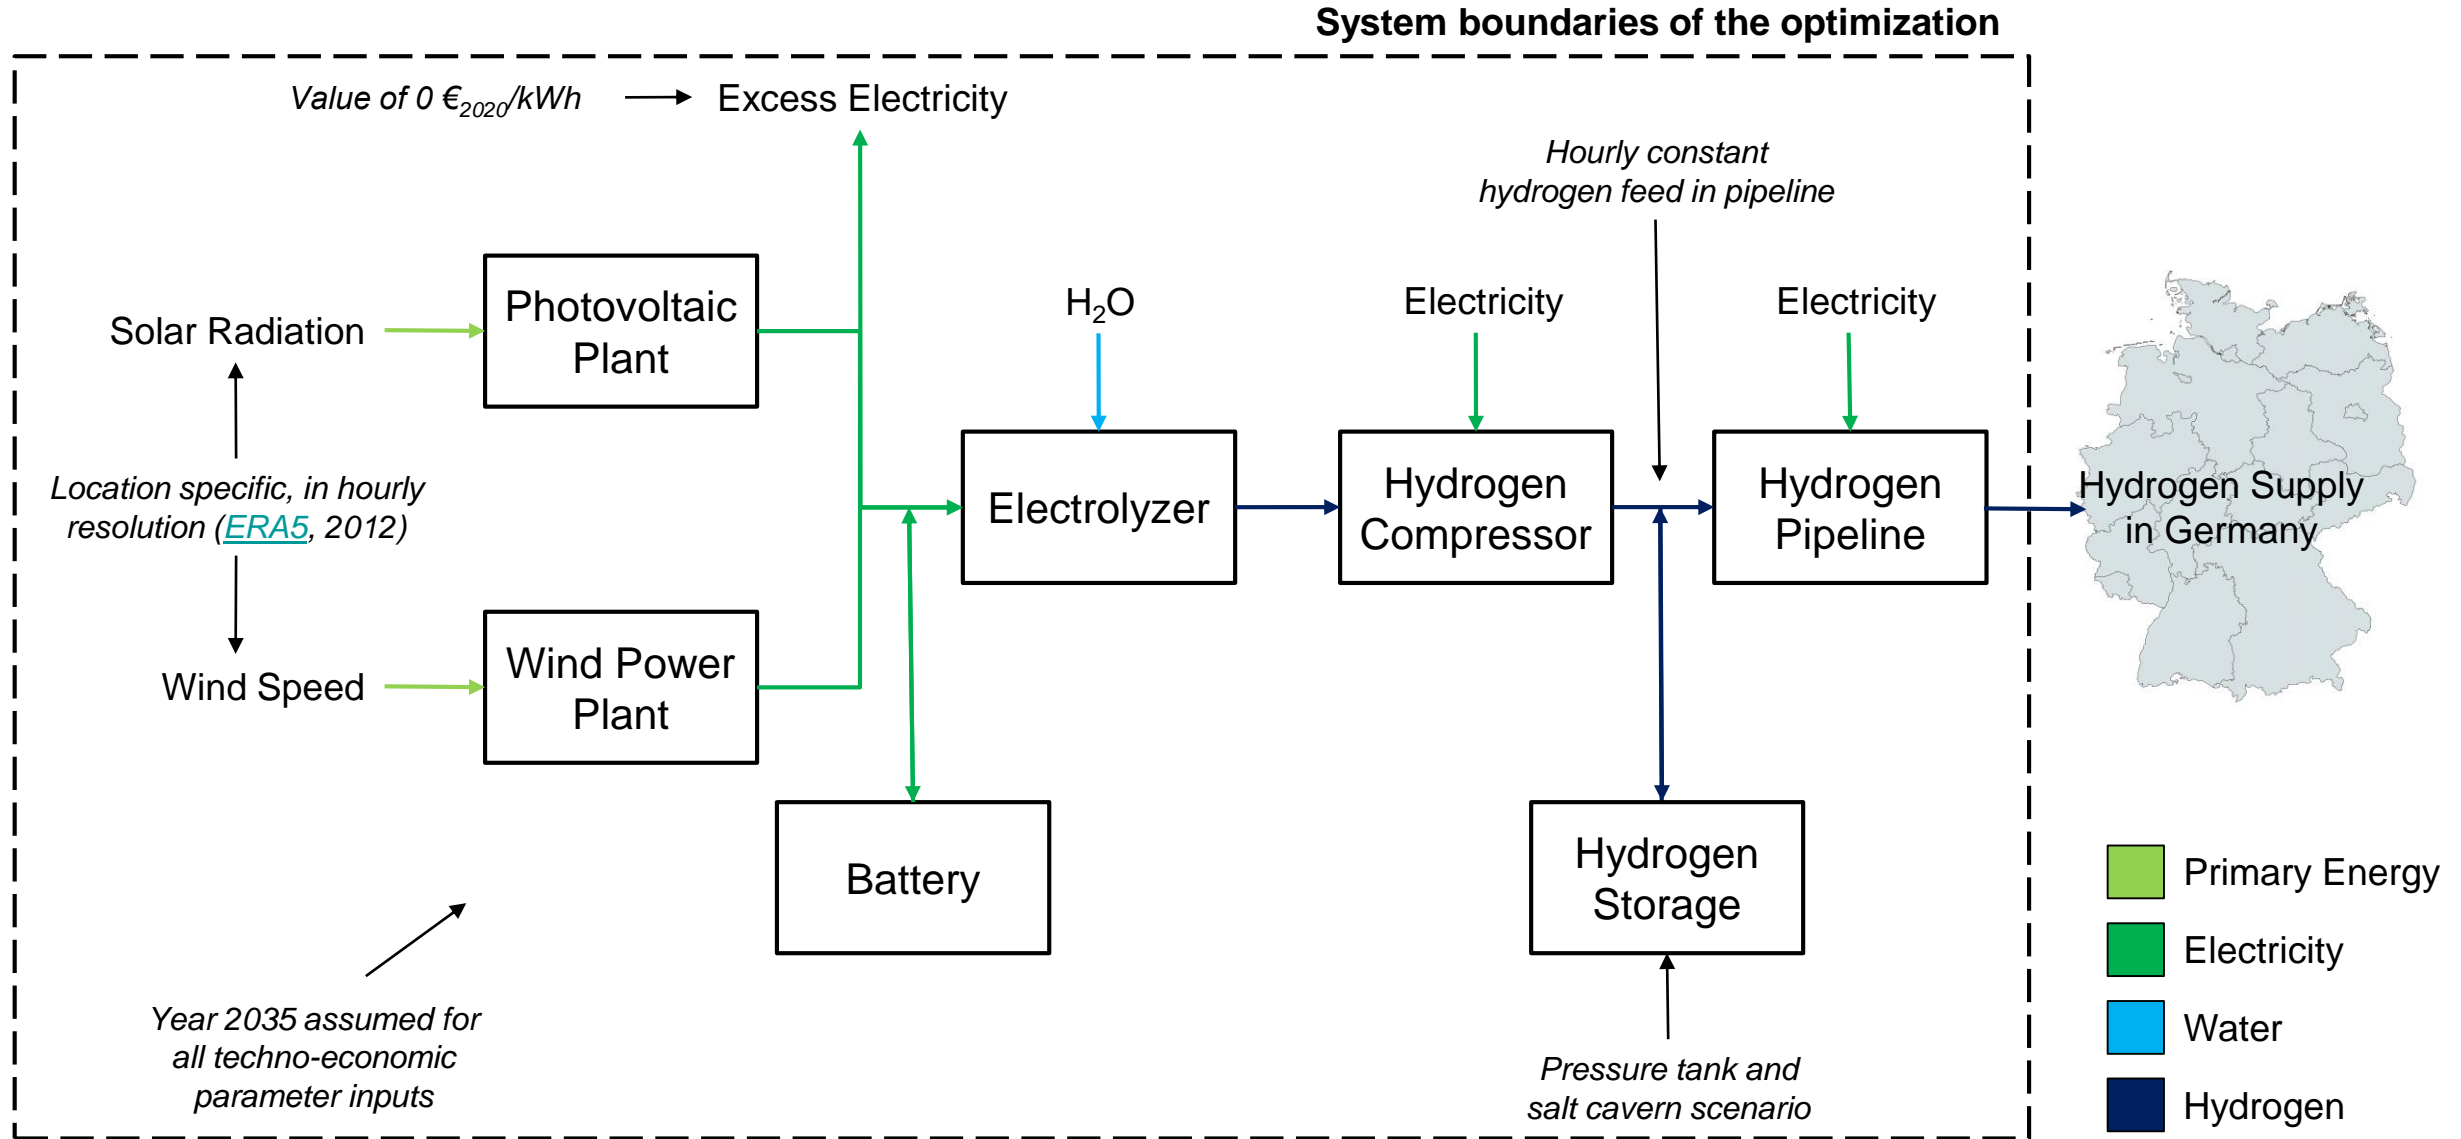 System boundaries of the optimization
Value of 0 €2020/kWh
Excess Electricity
Hourly constant
hydrogen feed in pipeline
Solar Radiation
Photovoltaic
Plant
H2O
Electricity
Electricity
Location specific, in hourly
resolution (ERA5, 2012)
Electrolyzer
Hydrogen
Compressor
Hydrogen
Pipeline
Hydrogen Supply
in Germany
Wind Speed
Wind Power
Plant
Battery
Hydrogen
Storage
Year 2035 assumed for
all techno-economic
parameter inputs
Pressure tank and
salt cavern scenario
Primary Energy
Electricity
Water
Hydrogen